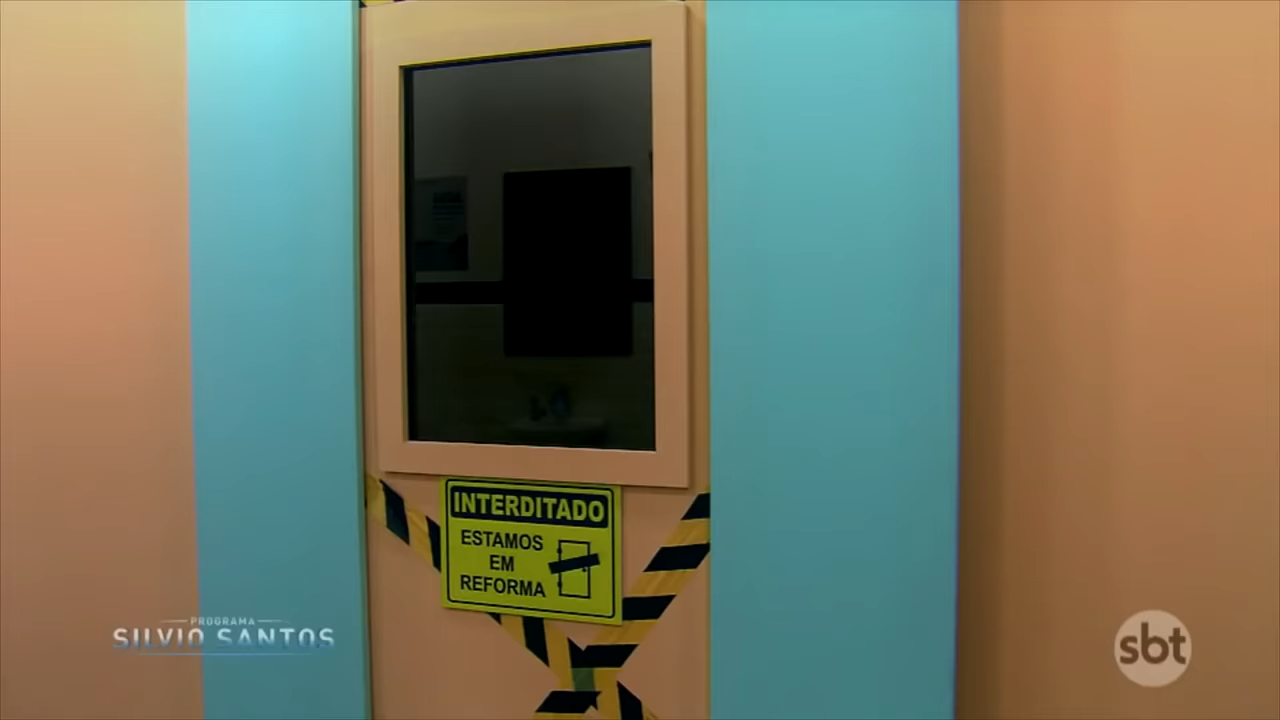 INTERDITADO
ESTAMOS
EM
REFORMA
PROGRAMA
SILVIO SANTOS
sbt